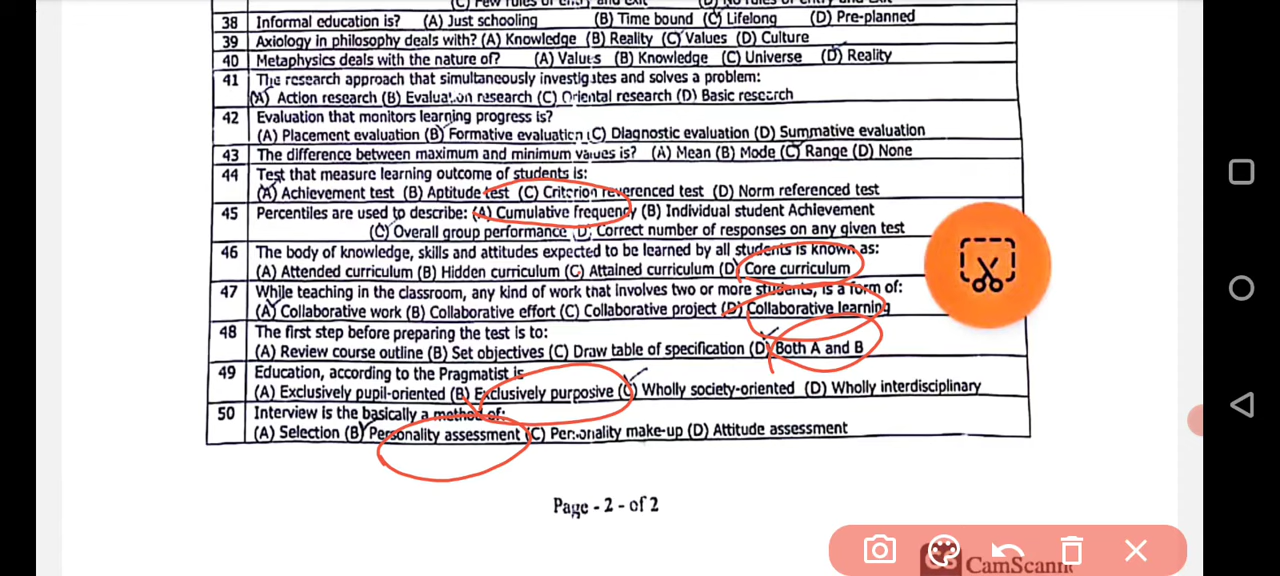 38 Informal education is? (A) Just schooling (B) Time bound (C) Lifelong (D) Pre-planned
39 Axiology in philosophy deals with? (A) Knowledge (B) Reality (C) Values (D) Culture
40 Metaphysics deals with the nature of? (A) Values (B) Knowledge (C) Universe (D) Reality
41 The research approach that simultaneously investigates and solves a problem:
(A) Action research (B) Evaluation research (C) Oriental research (D) Basic research
42 Evaluation that monitors learning progress is?
(A) Placement evaluation (B) Formative evaluation (C) Diagnostic evaluation (D) Summative evaluation
43 The difference between maximum and minimum values is? (A) Mean (B) Mode (C) Range (D) None
44 Test that measure learning outcome of students is:
(A) Achievement test (B) Aptitude test (C) Criterion reverenced test (D) Norm referenced test
45 Percentiles are used to describe: (A) Cumulative frequency (B) Individual student Achievement
(C) Overall group performance (D) Correct number of responses on any given test
46 The body of knowledge, skills and attitudes expected to be learned by all students is known as:
(A) Attended curriculum (B) Hidden curriculum (C) Attained curriculum (D) Core curriculum
47 While teaching in the classroom, any kind of work that involves two or more students, is a form of:
(A) Collaborative work (B) Collaborative effort (C) Collaborative project (D) Collaborative learning
48 The first step before preparing the test is to:
(A) Review course outline (B) Set objectives (C) Draw table of specification (D) Both A and B
49 Education, according to the Pragmatist is
(A) Exclusively pupil-oriented (B) Exclusively purposive (C) Wholly society-oriented (D) Wholly interdisciplinary
50 Interview is the basically a method of:
(A) Selection (B) Personality assessment (C) Personality make-up (D) Attitude assessment
Page - 2 - of 2
CS CamScann